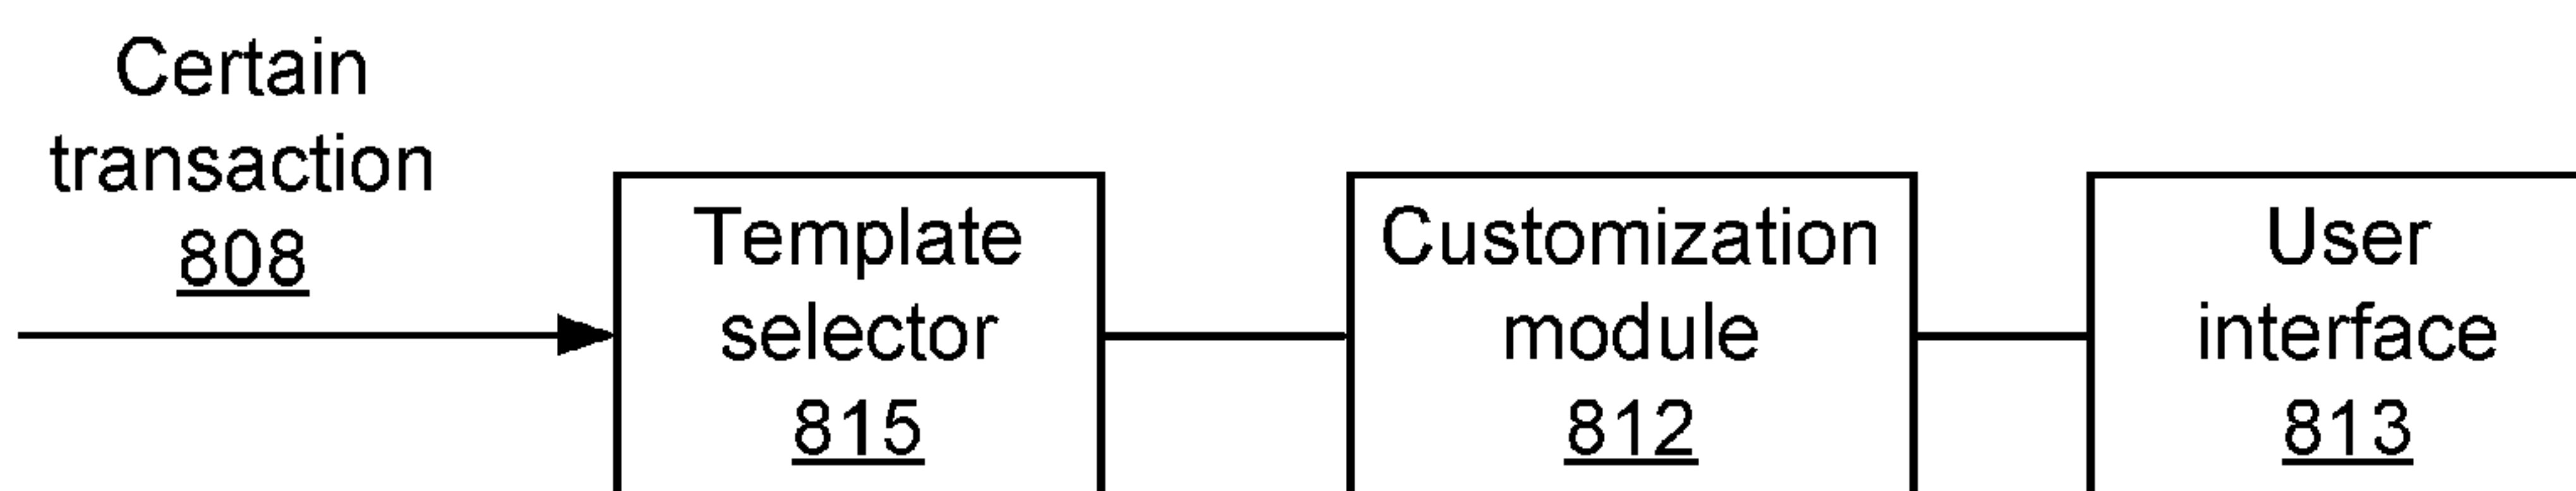 Certain
transaction
808
Template
selector
815
Customization
module
812
User
interface
813